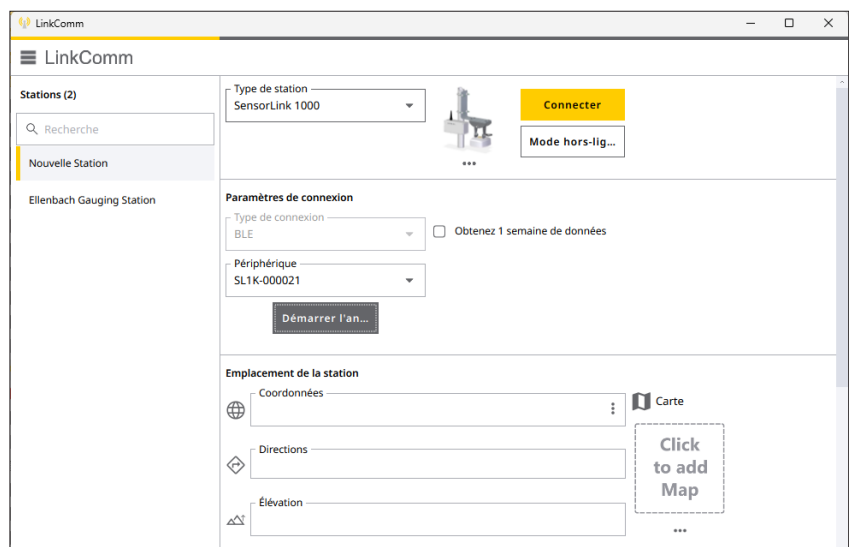 LinkComm
LinkComm
Stations (2)
Recherche
Nouvelle Station
Ellenbach Gauging Station
Type de station
SensorLink 1000
Connecter
Mode hors-lig...
Paramètres de connexion
Type de connexion
BLE
Obtenez 1 semaine de données
Périphérique
SL1K-000021
Démarrer l'an...
Emplacement de la station
Coordonnées
Carte
Directions
Click
to add
Map
Élévation